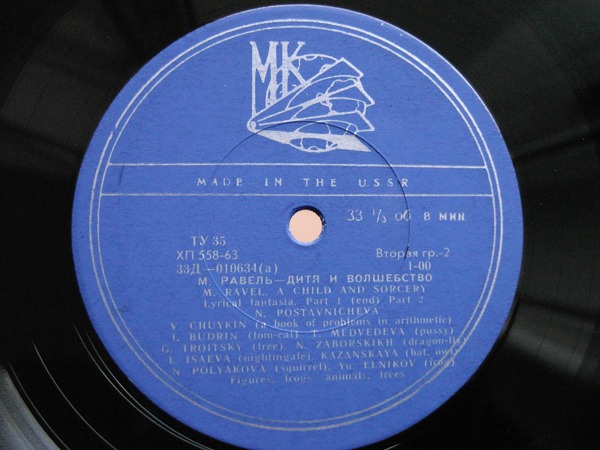 МК
MADE IN THE USSR
33 1/3 об в мин
ТУ 35
ХП 558-63
Вторая гр.-2
33Д—010634(а)
1-00
М. РАВЕЛЬ—ДИТЯ И ВОЛШЕБСТВО
M. RAVEL, A CHILD AND SORCERY
Lyrical fantasia, Part 1 (end) Part 2
N. POSTAVNICHEVA
V. CHUYKIN (a book of problems in arithmetic)
I. BUDRIN (tom-cat) T. MEDVEDEVA (pussy)
G. TROITSKY (tree), N. ZABORSKIKH (dragon-fly)
L. ISAEVA (nightingale), KAZANSKAYA (bat, owl)
N. POLYAKOVA (squirrel), Yu. ELNIKOV (frog)
Figures, frogs, animals, trees